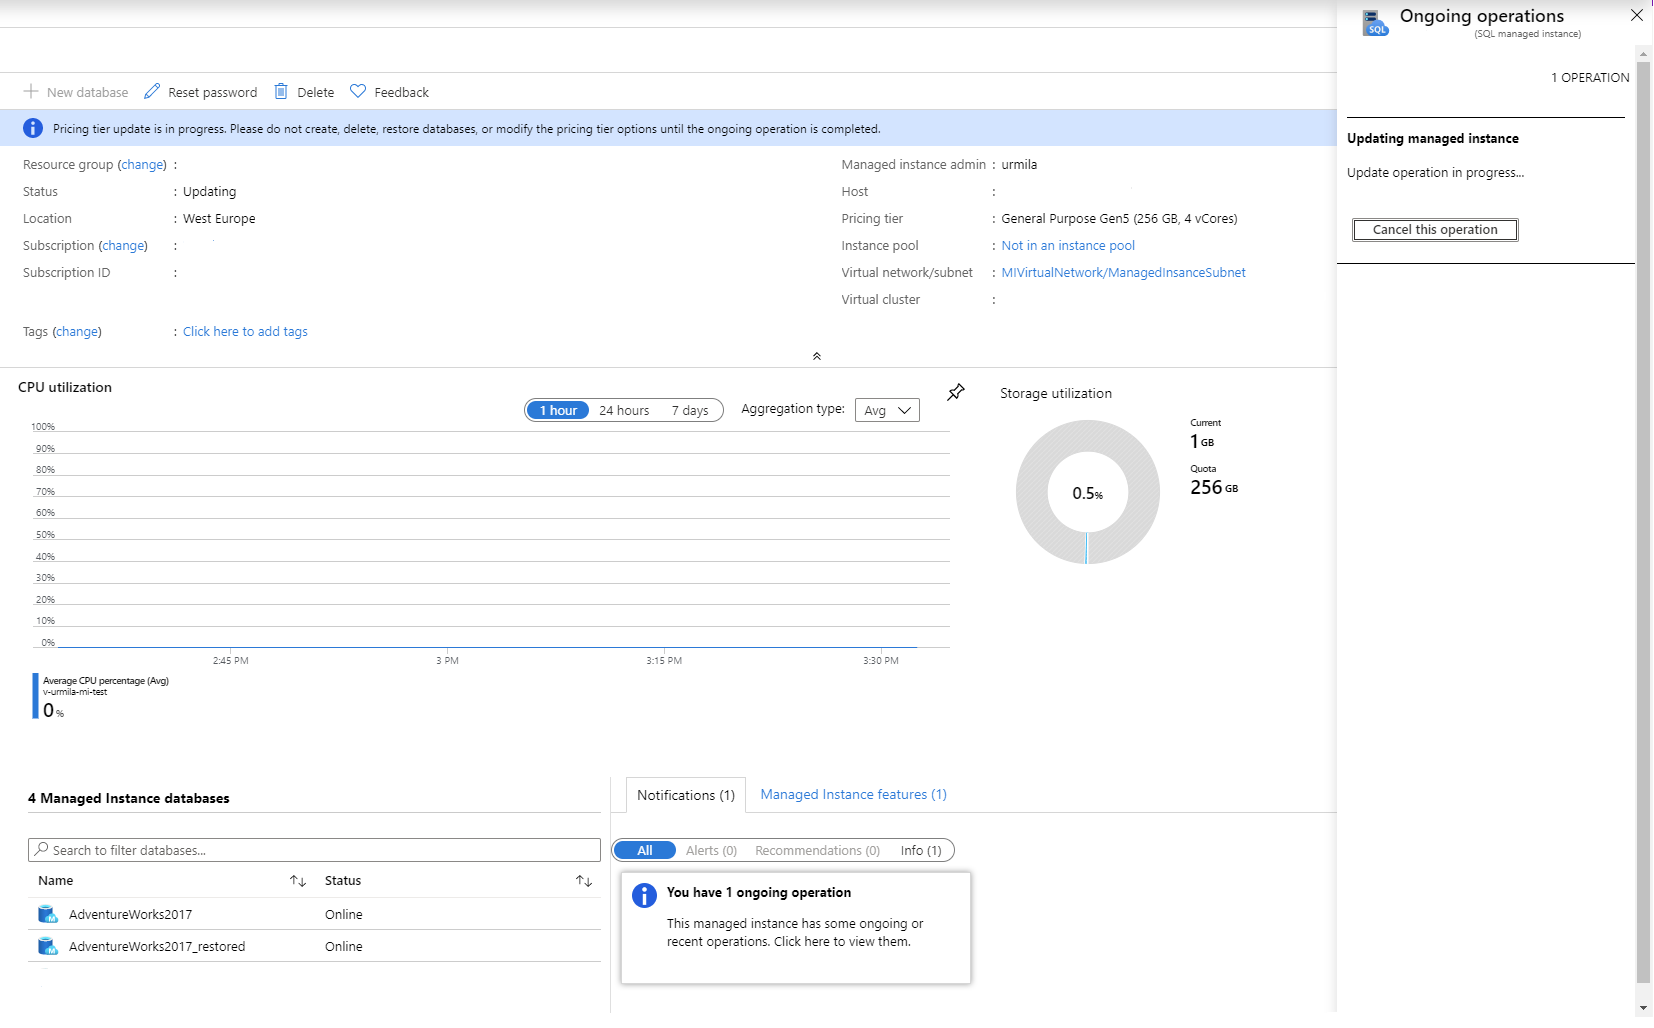 New database
Reset password
Delete
Feedback
Pricing tier update is in progress. Please do not create, delete, restore databases, or modify the pricing tier options until the ongoing operation is completed.
Resource group (change) :
Status : Updating
Location : West Europe
Subscription (change) :
Subscription ID :
Tags (change) : Click here to add tags
Managed instance admin : urmila
Host :
Pricing tier : General Purpose Gen5 (256 GB, 4 vCores)
Instance pool : Not in an instance pool
Virtual network/subnet : MIVirtualNetwork/ManagedInsanceSubnet
Virtual cluster :
CPU utilization
1 hour 24 hours 7 days
Aggregation type: Avg
100%
90%
80%
70%
60%
50%
40%
30%
20%
10%
0%
2:45 PM 3 PM 3:15 PM 3:30 PM
Average CPU percentage (Avg)
v-urmila-mi-test
0 %
Storage utilization
0.5%
Current
1 GB
Quota
256 GB
4 Managed Instance databases
Search to filter databases...
Name Status
AdventureWorks2017 Online
AdventureWorks2017_restored Online
Notifications (1) Managed Instance features (1)
All Alerts (0) Recommendations (0) Info (1)
You have 1 ongoing operation
This managed instance has some ongoing or
recent operations. Click here to view them.
SQL
Ongoing operations
(SQL managed instance)
1 OPERATION
Updating managed instance
Update operation in progress...
Cancel this operation